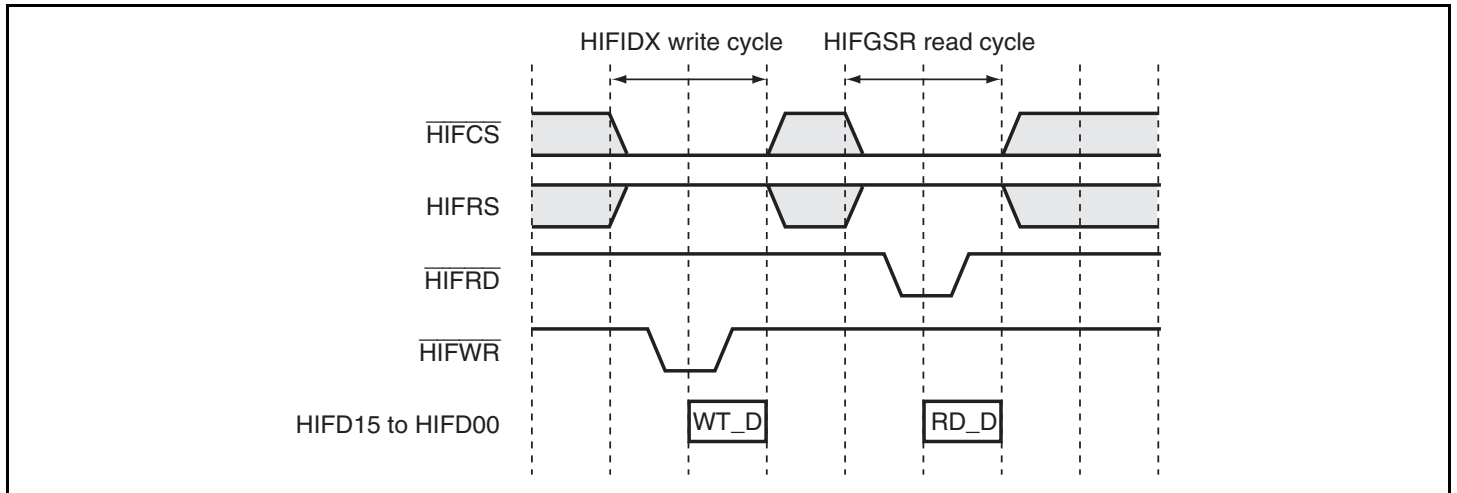 HIFIDX write cycle HIFGSR read cycle
HIFCS
HIFRS
HIFRD
HIFWR
HIFD15 to HIFD00 WT_D RD_D